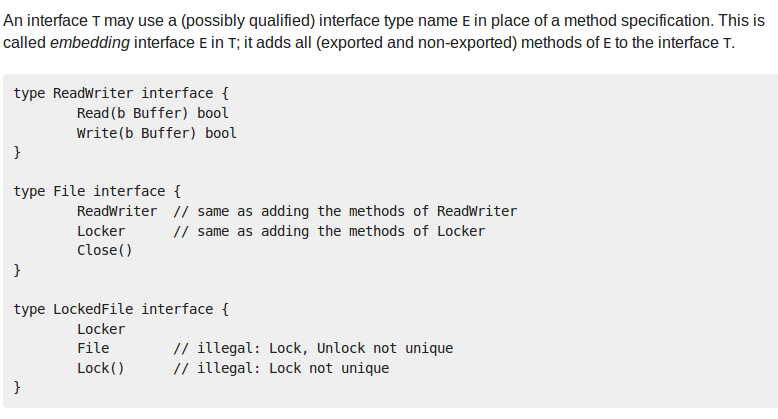 An interface T may use a (possibly qualified) interface type name E in place of a method specification. This is
called embedding interface E in T; it adds all (exported and non-exported) methods of E to the interface T.
type ReadWriter interface {
        Read(b Buffer) bool
        Write(b Buffer) bool
}
type File interface {
        ReadWriter  // same as adding the methods of ReadWriter
        Locker      // same as adding the methods of Locker
        Close()
}
type LockedFile interface {
        Locker
        File        // illegal: Lock, Unlock not unique
        Lock()      // illegal: Lock not unique
}